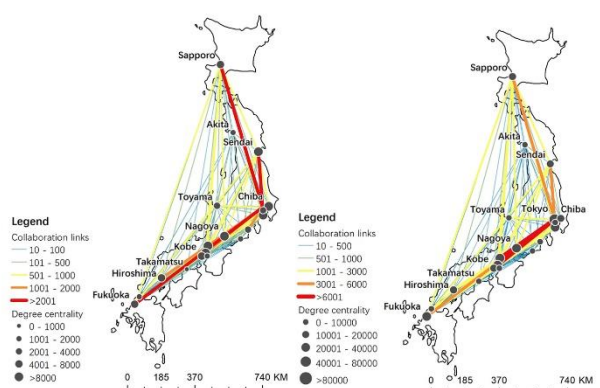 Sapporo
Akita
Sendai
Toyama
Chiba
Nagoya
Kobe
Takamatsu
Hiroshima
Fukuoka
Legend
Collaboration links
10 - 100
101 - 500
501 - 1000
1001 - 2000
>2001
Degree centrality
0 - 1000
1001 - 2000
2001 - 4000
4001 - 8000
>8000
0 185 370 740 KM
Sapporo
Akita
Sendai
Toyama
Tokyo
Chiba
Nagoya
Kobe
Takamatsu
Hiroshima
Fukuoka
Legend
Collaboration links
10 - 500
501 - 1000
1001 - 3000
3001 - 6000
>6001
Degree centrality
0 - 10000
10001 - 20000
20001 - 40000
40001 - 80000
>80000
0 185 370 740 KM